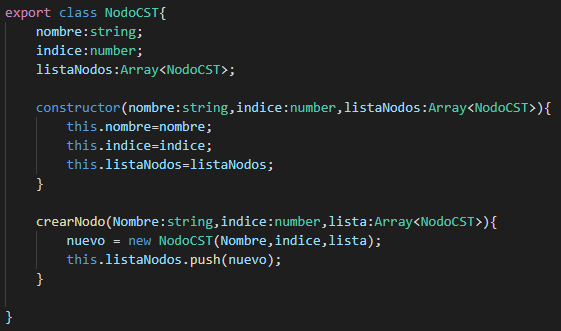 export class NodoCST{
    nombre:string;
    indice:number;
    listaNodos:Array<NodoCST>;
    constructor(nombre:string,indice:number,listaNodos:Array<NodoCST>){
        this.nombre=nombre;
        this.indice=indice;
        this.listaNodos=listaNodos;
    }
    crearNodo(Nombre:string,indice:number,lista:Array<NodoCST>){
        nuevo = new NodoCST(Nombre,indice,lista);
        this.listaNodos.push(nuevo);
    }
}